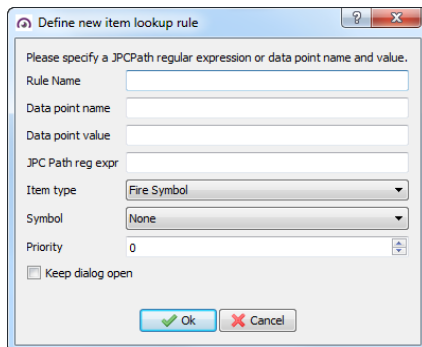 Define new item lookup rule
Please specify a JPCPath regular expression or data point name and value.
Rule Name
Data point name
Data point value
JPC Path reg expr
Item type Fire Symbol
Symbol None
Priority 0
Keep dialog open
Ok Cancel